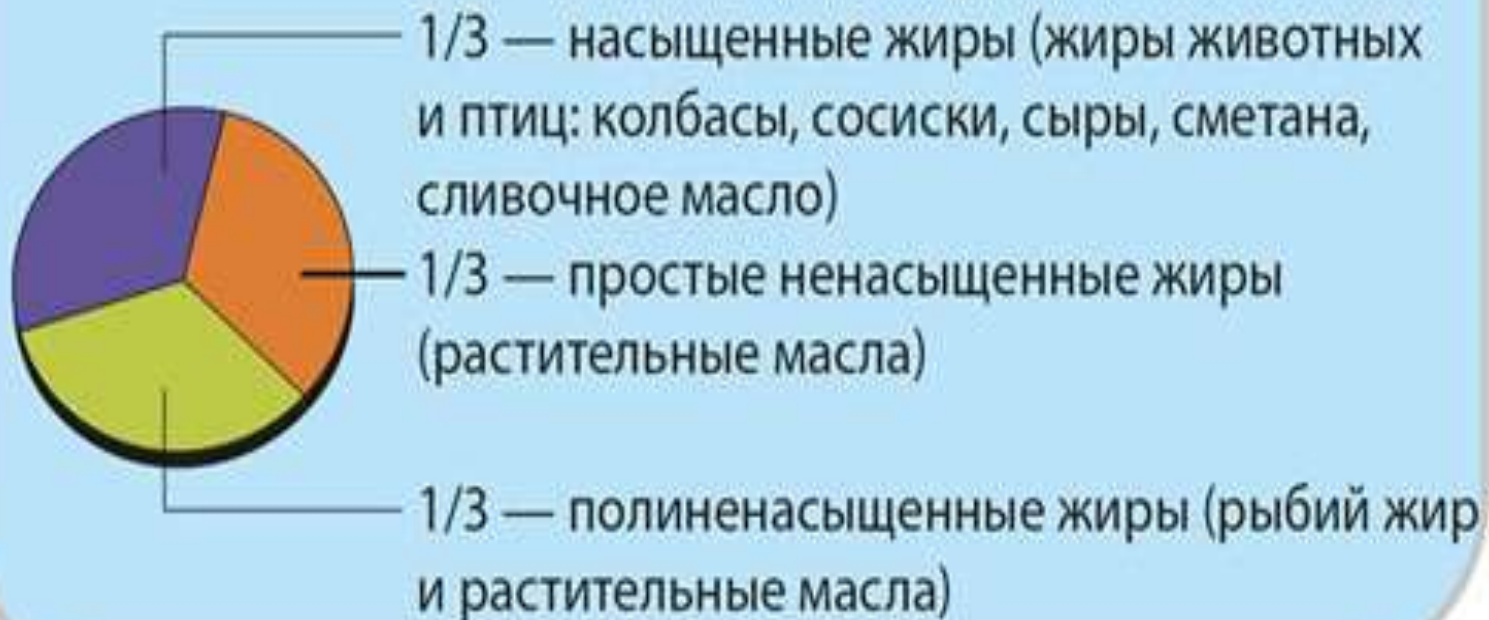 1/3 — насыщенные жиры (жиры животных
и птиц: колбасы, сосиски, сыры, сметана,
сливочное масло)
1/3 — простые ненасыщенные жиры
(растительные масла)
1/3 — полиненасыщенные жиры (рыбий жир
и растительные масла)